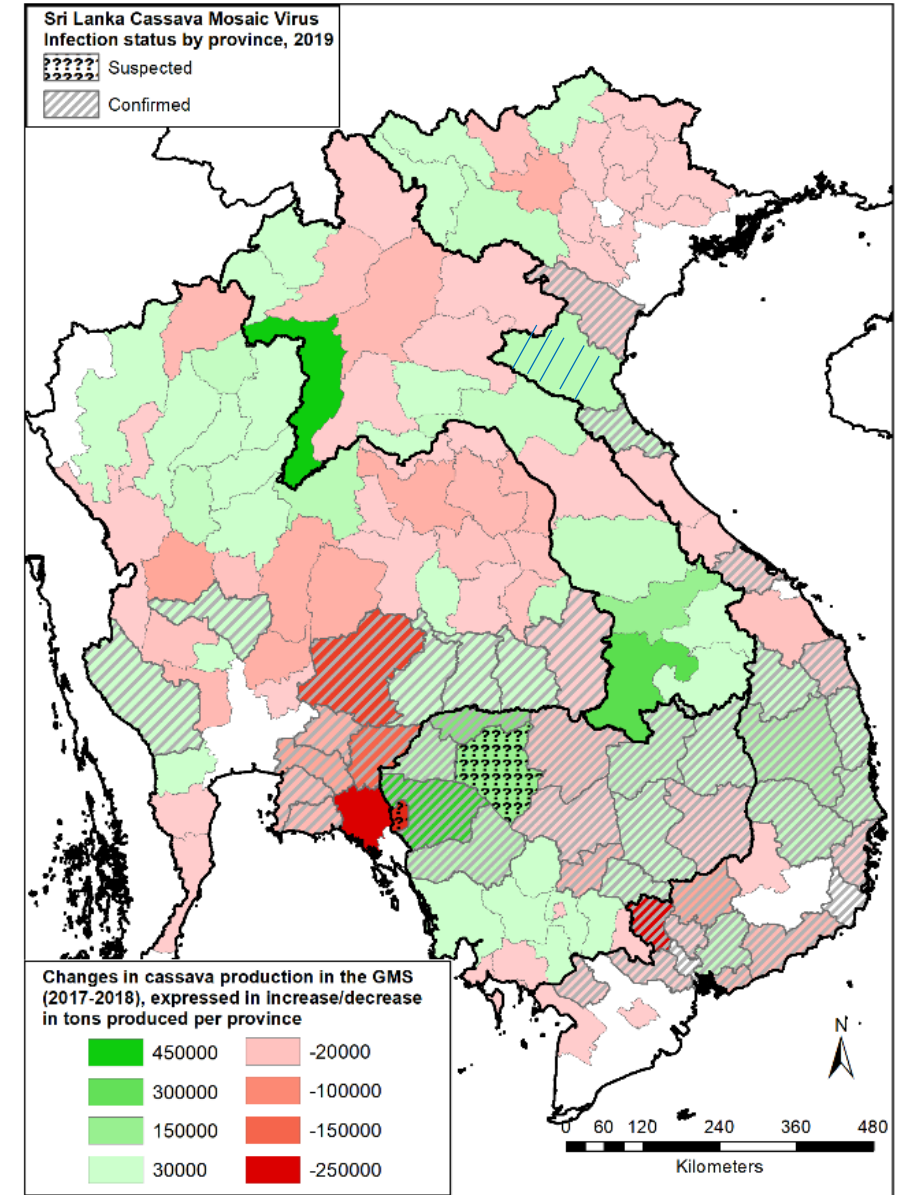 Sri Lanka Cassava Mosaic Virus
Infection status by province, 2019
????? Suspected
Confirmed
Changes in cassava production in the GMS
(2017-2018), expressed in increase/decrease
in tons produced per province
450000 -20000
300000 -100000
150000 -150000
30000 -250000
N
0 60 120 240 360 480
Kilometers